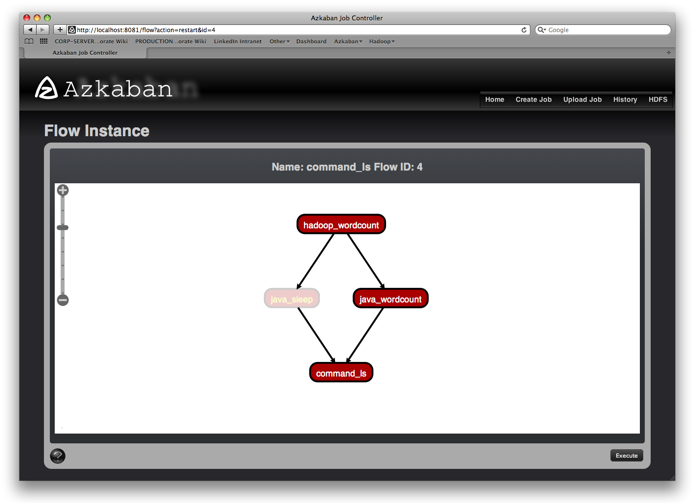 Azkaban Job Controller
http://localhost:8081/flow?action=restart&id=4
Google
CORP-SERVER...orate Wiki PRODUCTION...orate Wiki LinkedIn Intranet Other Dashboard Azkaban Hadoop
Azkaban Job Controller
Azkaban
Home Create Job Upload Job History HDFS
Flow Instance
Name: command_ls Flow ID: 4
hadoop_wordcount
java_sleep java_wordcount
command_ls
Execute